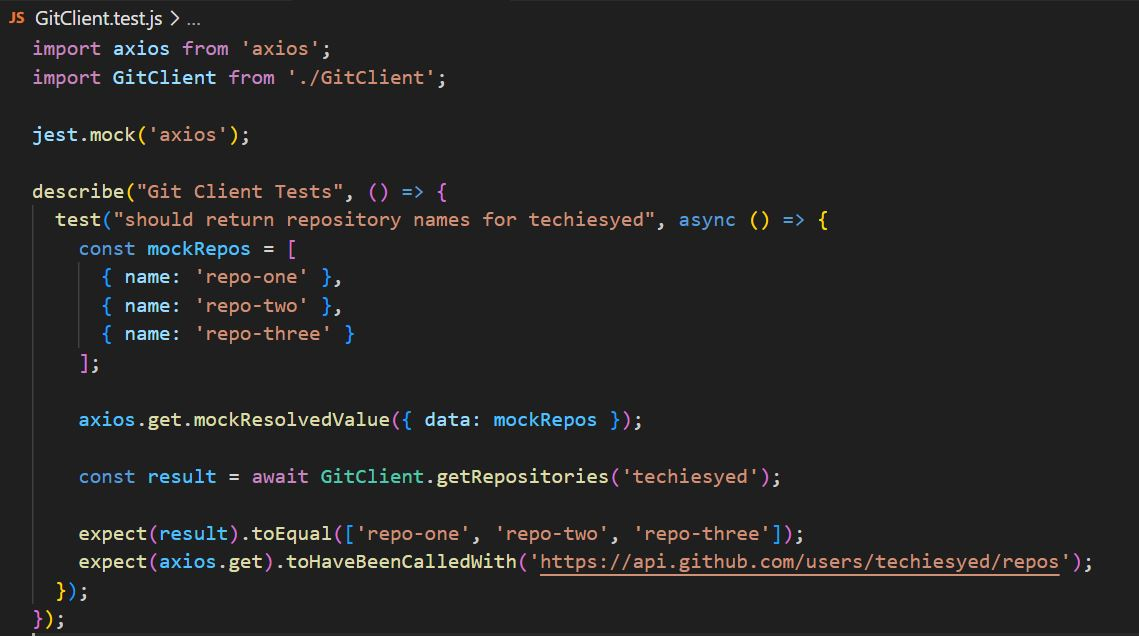 JS GitClient.test.js > ...
import axios from 'axios';
import GitClient from './GitClient';
jest.mock('axios');
describe("Git Client Tests", () => {
  test("should return repository names for techiesyed", async () => {
    const mockRepos = [
      { name: 'repo-one' },
      { name: 'repo-two' },
      { name: 'repo-three' }
    ];
    axios.get.mockResolvedValue({ data: mockRepos });
    const result = await GitClient.getRepositories('techiesyed');
    expect(result).toEqual(['repo-one', 'repo-two', 'repo-three']);
    expect(axios.get).toHaveBeenCalledWith('https://api.github.com/users/techiesyed/repos');
  });
});